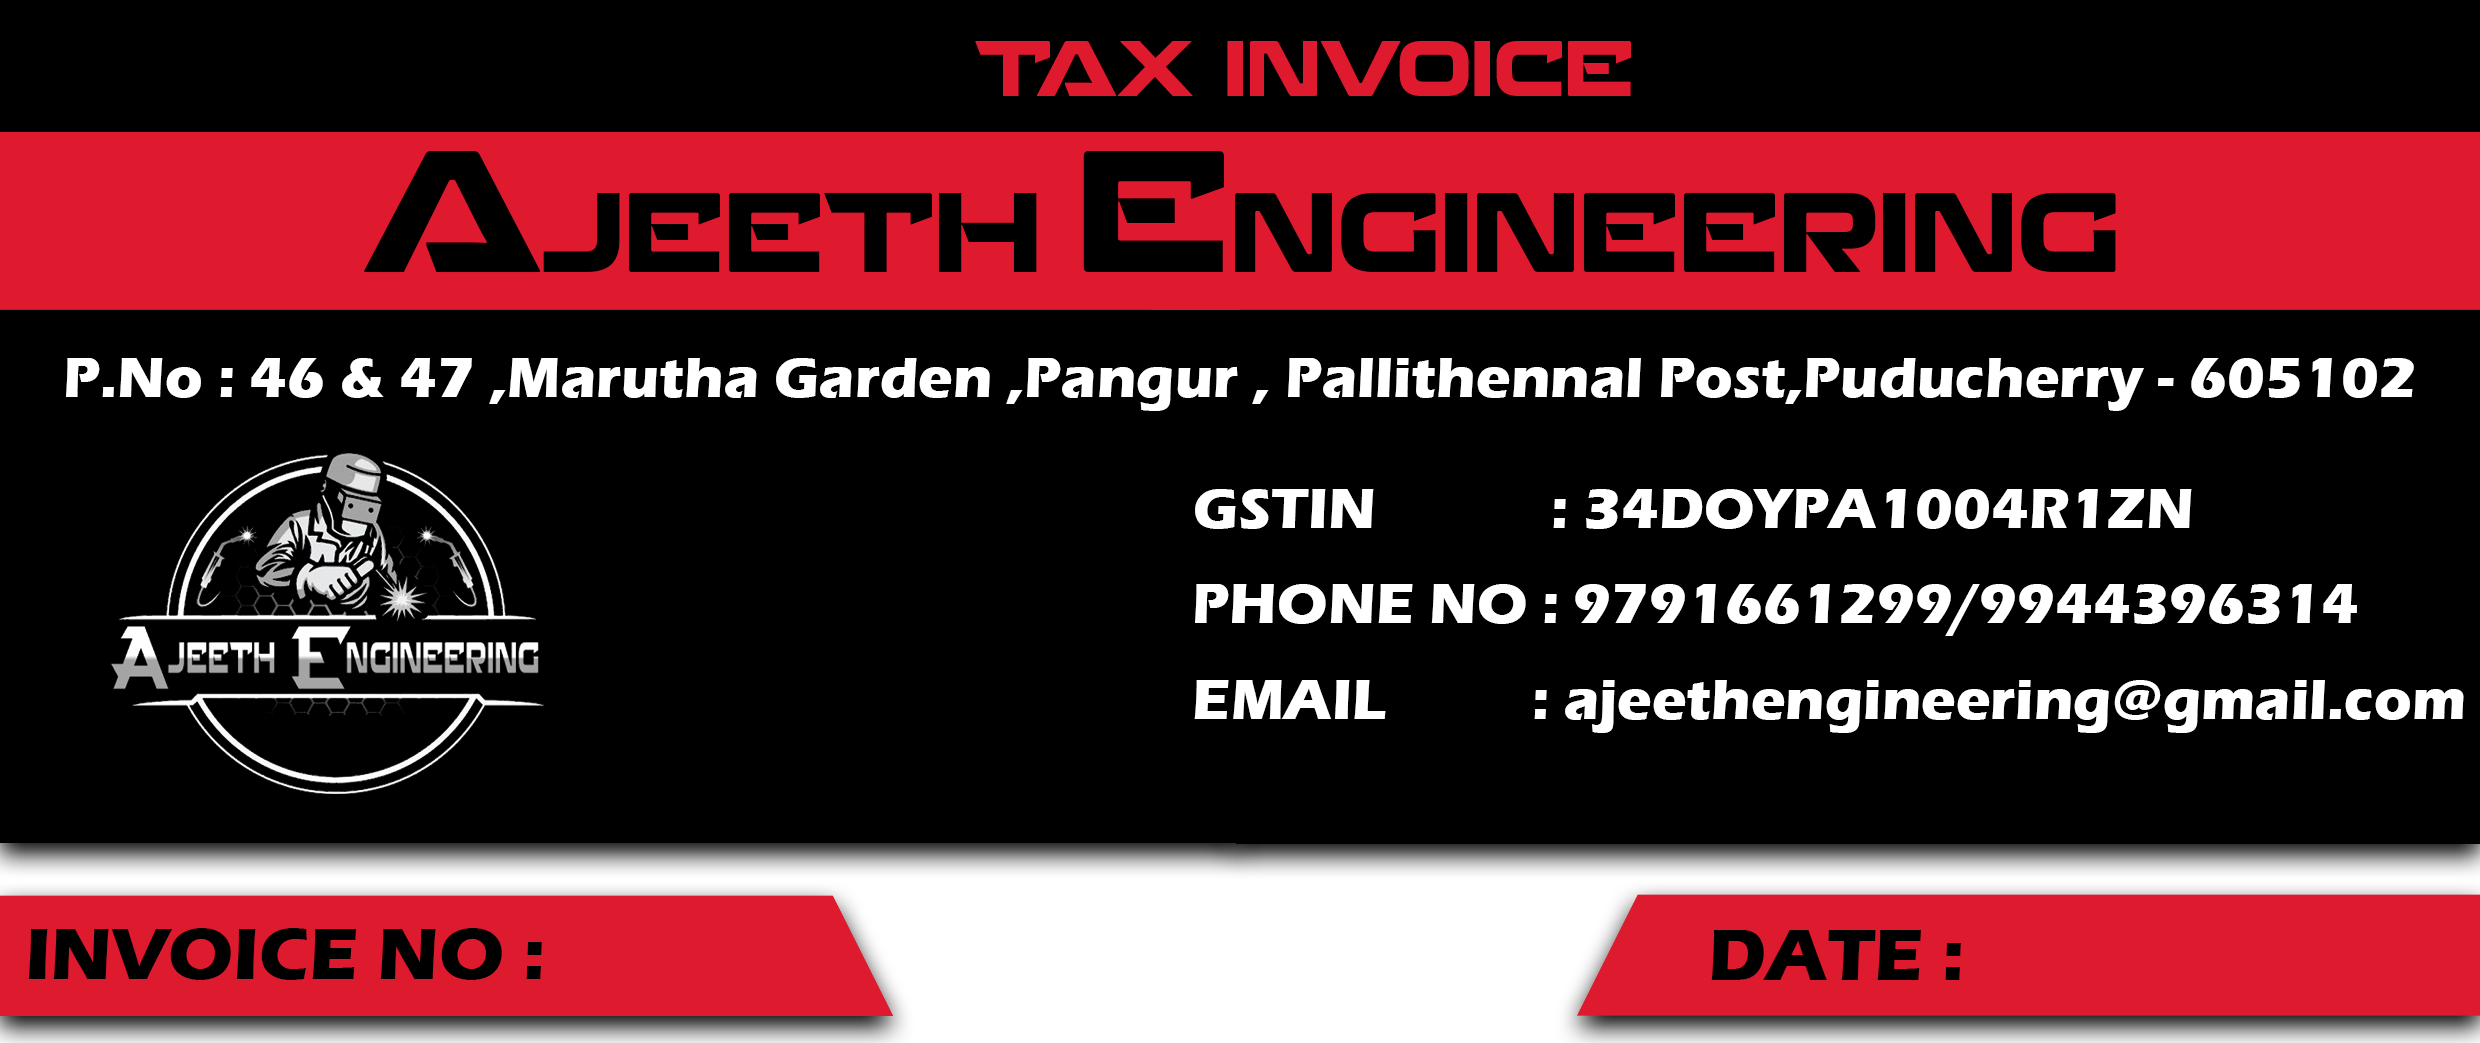 TAX INVOICE
AJEETH ENGINEERING
P.No : 46 & 47 ,Marutha Garden ,Pangur , Pallithennal Post,Puducherry - 605102
GSTIN : 34DOYPA1004R1ZN
PHONE NO : 9791661299/9944396314
AJEETH ENGINEERING
EMAIL : ajeethengineering@gmail.com
INVOICE NO :
DATE :